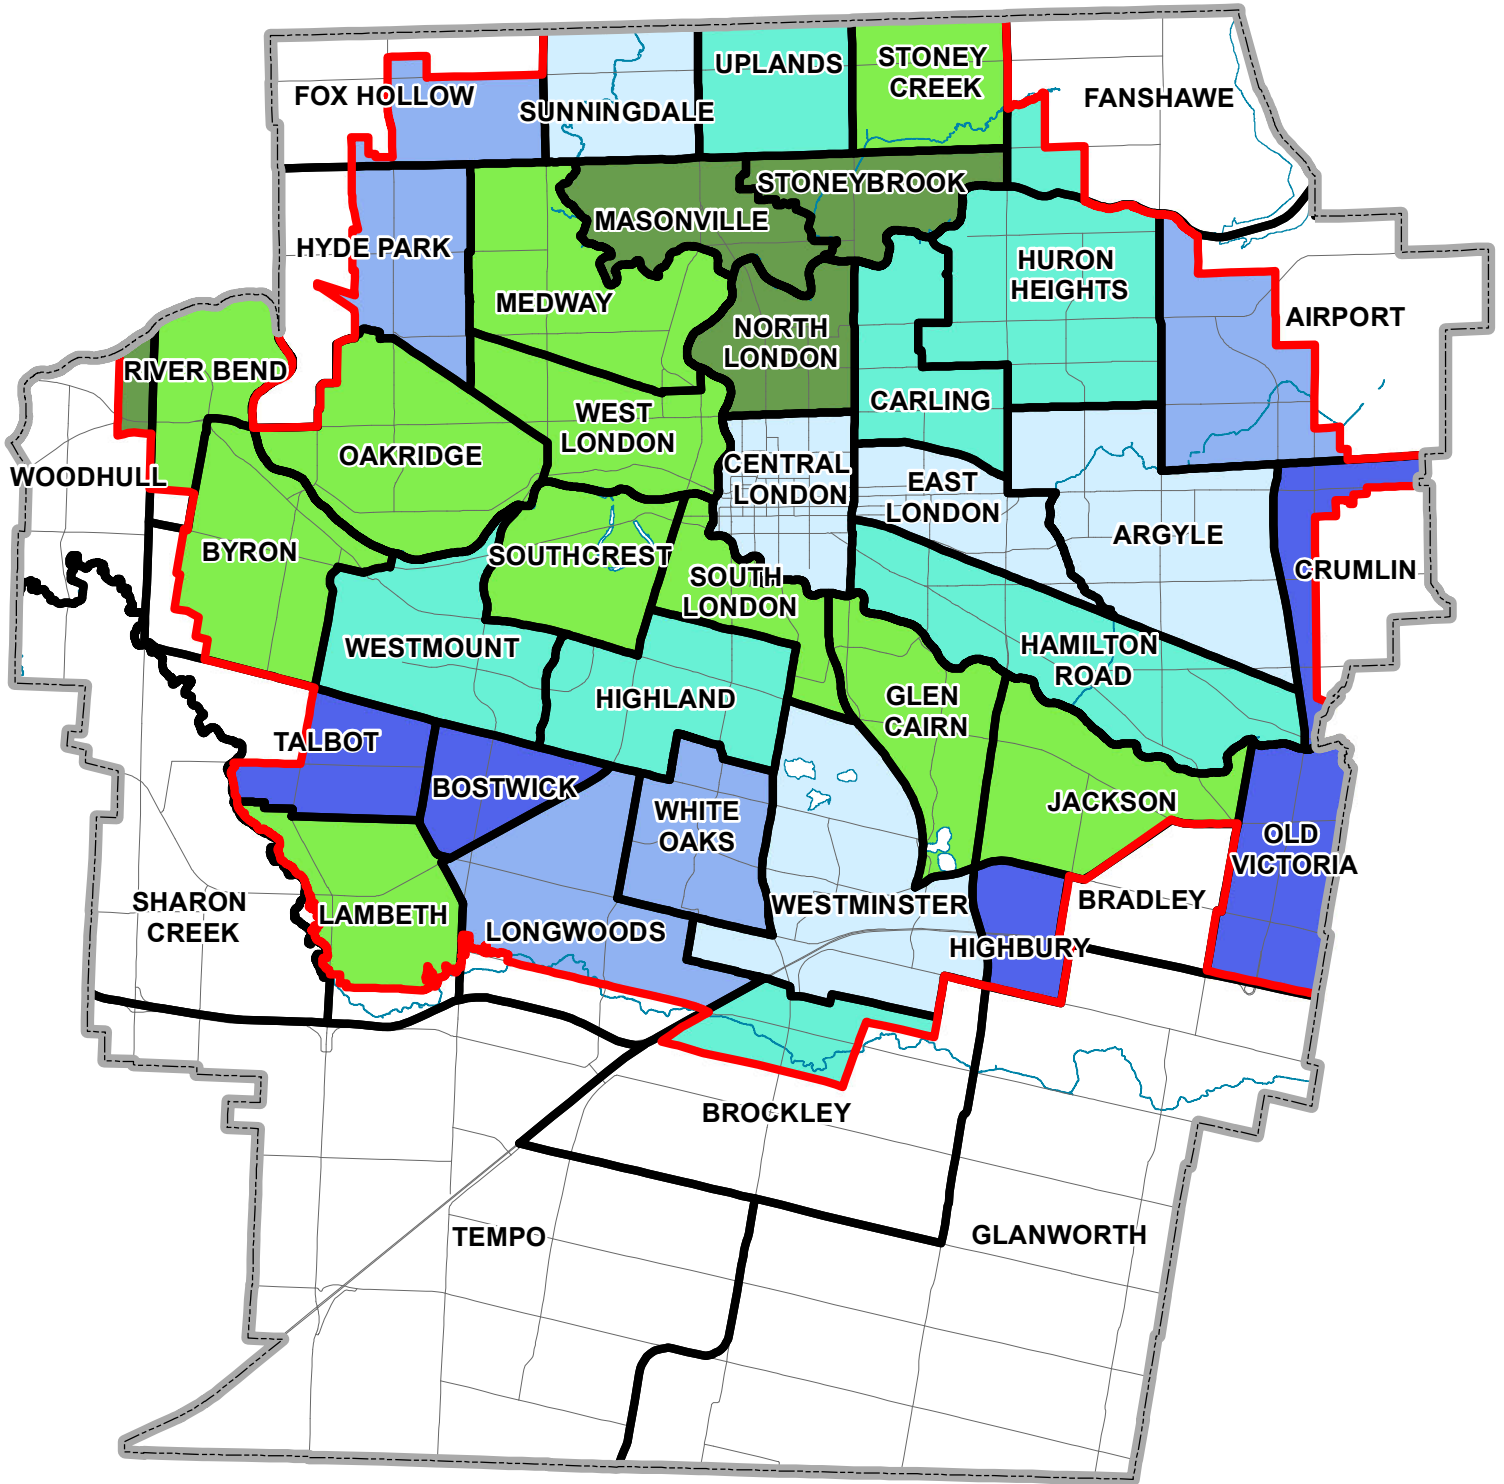 UPLANDS
STONEY
CREEK
FOX HOLLOW
SUNNINGDALE
FANSHAWE
STONEYBROOK
MASONVILLE
HYDE PARK
HURON
HEIGHTS
MEDWAY
AIRPORT
NORTH
LONDON
RIVER BEND
CARLING
WEST
LONDON
OAKRIDGE
WOODHULL
CENTRAL
LONDON
EAST
LONDON
ARGYLE
BYRON
SOUTHCREST
CRUMLIN
SOUTH
LONDON
WESTMOUNT
HAMILTON
ROAD
HIGHLAND
GLEN
CAIRN
TALBOT
BOSTWICK
WHITE
OAKS
JACKSON
OLD
VICTORIA
SHARON
CREEK
LAMBETH
LONGWOODS
WESTMINSTER
BRADLEY
HIGHBURY
BROCKLEY
TEMPO
GLANWORTH